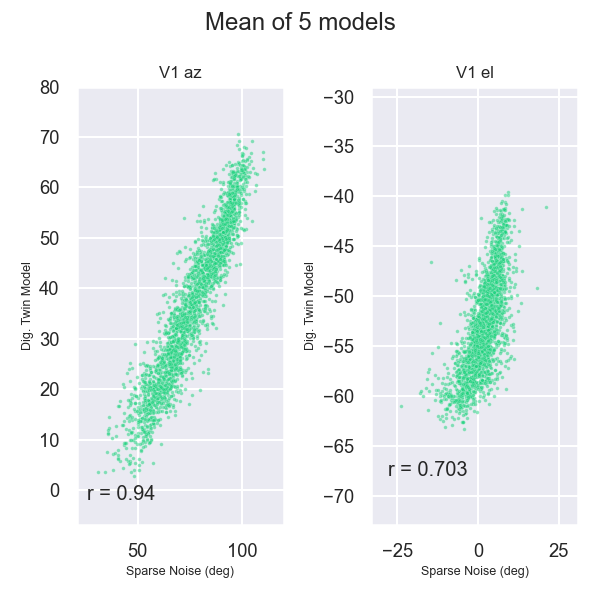 Mean of 5 models
V1 az
80
70
60
50
40
30
20
10
0
Dig. Twin Model
r = 0.94
50
100
Sparse Noise (deg)
V1 el
−30
−35
−40
−45
−50
−55
−60
−65
−70
Dig. Twin Model
r = 0.703
−25
0
25
Sparse Noise (deg)